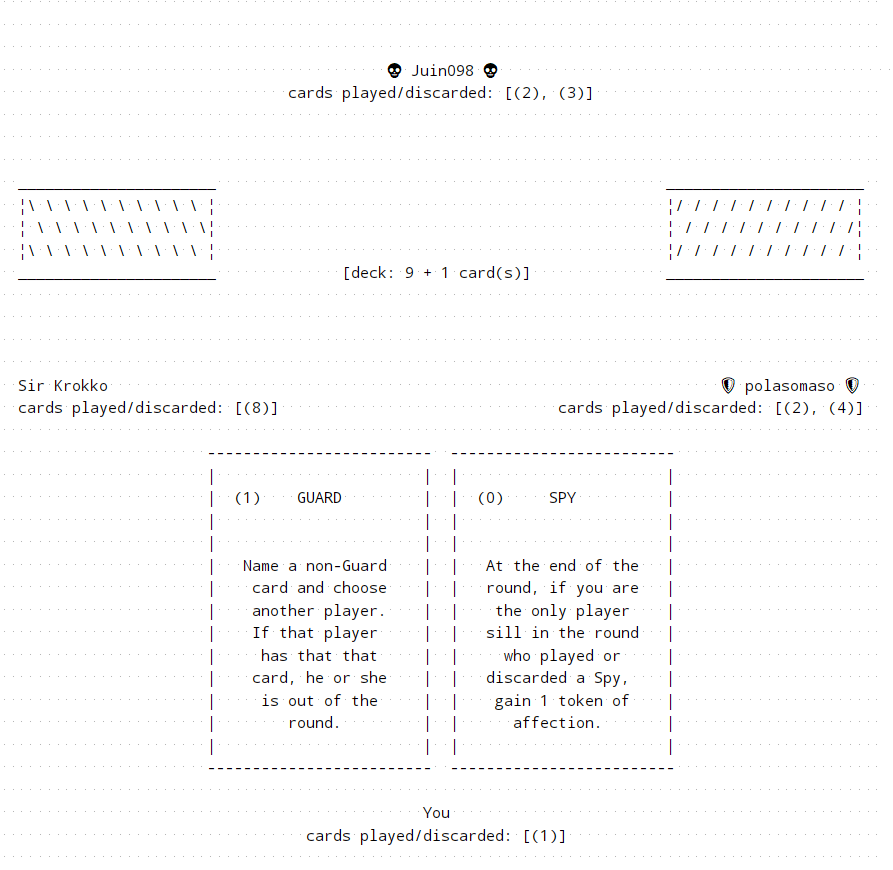 💀 Juin098 💀
cards played/discarded: [(2), (3)]
[deck: 9 + 1 card(s)]
Sir Krokko
cards played/discarded: [(8)]
🛡 polasomaso 🛡
cards played/discarded: [(2), (4)]
(1) GUARD
Name a non-Guard
card and choose
another player.
If that player
has that that
card, he or she
is out of the
round.
(0) SPY
At the end of the
round, if you are
the only player
sill in the round
who played or
discarded a Spy,
gain 1 token of
affection.
You
cards played/discarded: [(1)]